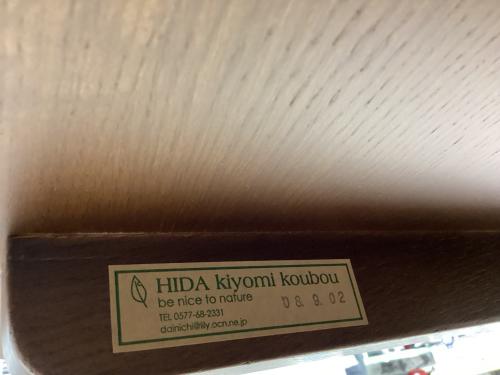 HIDA kiyomi koubou
be nice to nature
'08. 9. 02
TEL 0577-68-2331
dainichi@lily.ocn.ne.jp